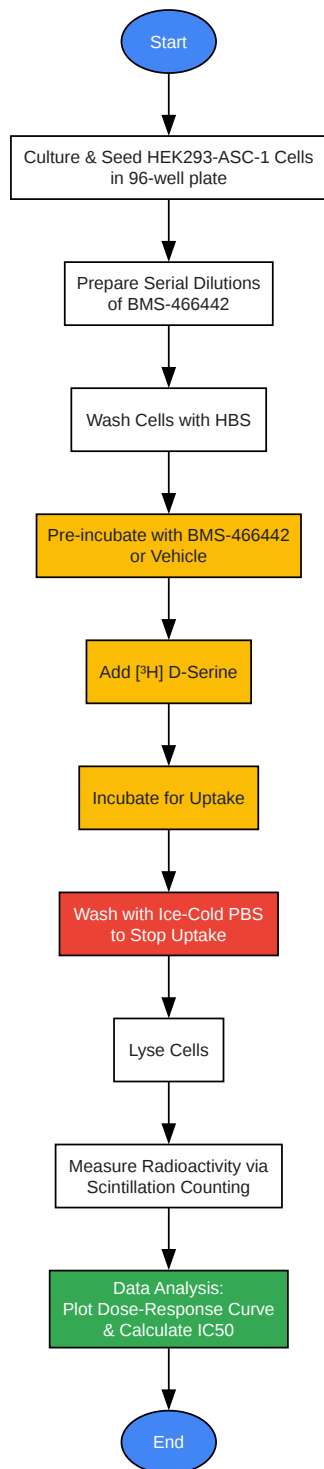 Start
Culture & Seed HEK293-ASC-1 Cells
in 96-well plate
Prepare Serial Dilutions
of BMS-466442
Wash Cells with HBS
Pre-incubate with BMS-466442
or Vehicle
Add [³H] D-Serine
Incubate for Uptake
Wash with Ice-Cold PBS
to Stop Uptake
Lyse Cells
Measure Radioactivity via
Scintillation Counting
Data Analysis:
Plot Dose-Response Curve
& Calculate IC50
End